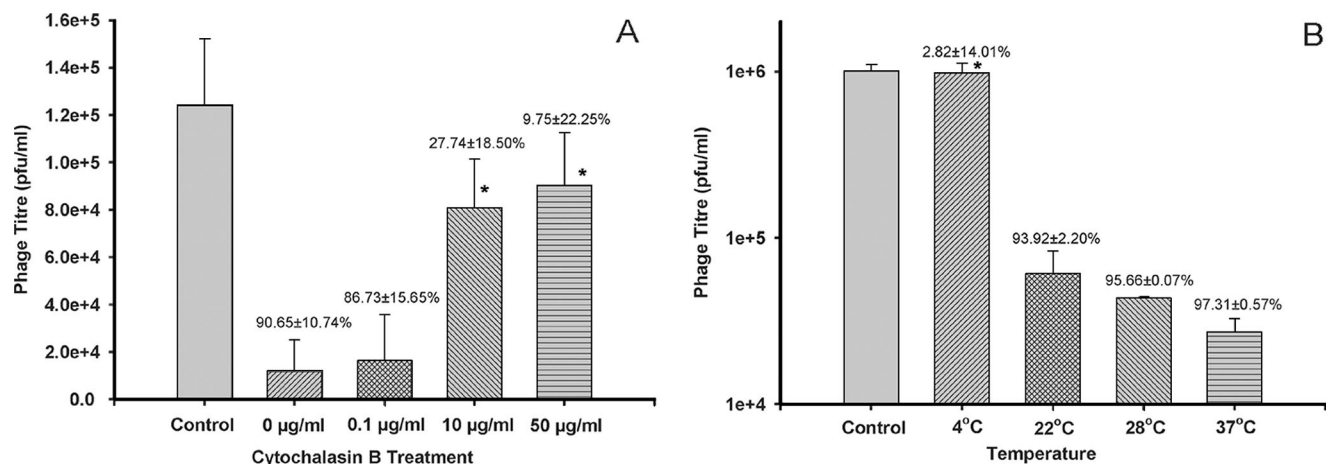 A
Phage Titre (pfu/ml)
1.6e+5
1.4e+5
1.2e+5
1.0e+5
8.0e+4
6.0e+4
4.0e+4
2.0e+4
0.0
90.65±10.74%
86.73±15.65%
27.74±18.50%
*
9.75±22.25%
*
Control 0 µg/ml 0.1 µg/ml 10 µg/ml 50 µg/ml
Cytochalasin B Treatment
B
Phage Titre (pfu/ml)
1e+6
1e+5
1e+4
2.82±14.01%
*
93.92±2.20%
95.66±0.07%
97.31±0.57%
Control 4°C 22°C 28°C 37°C
Temperature